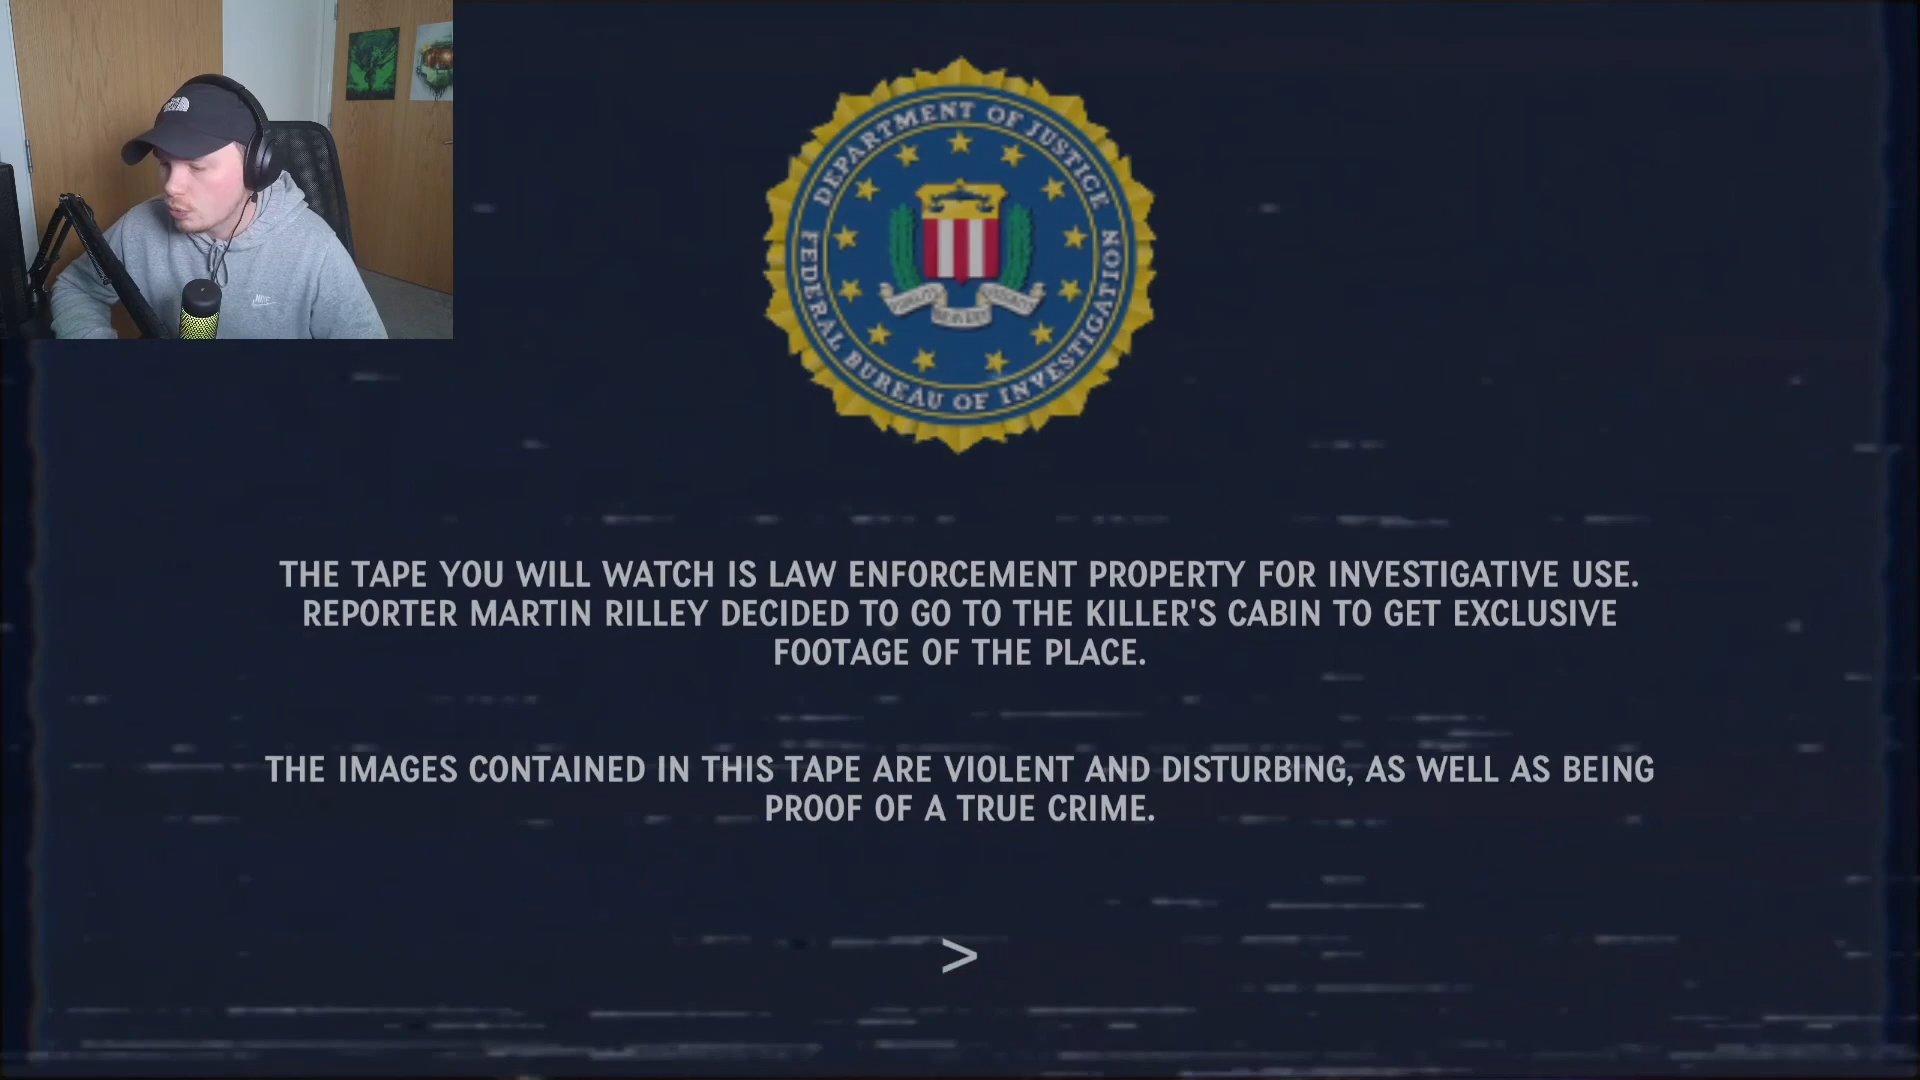 DEPARTMENT OF JUSTICE
FEDERAL BUREAU OF INVESTIGATION
THE TAPE YOU WILL WATCH IS LAW ENFORCEMENT PROPERTY FOR INVESTIGATIVE USE.
REPORTER MARTIN RILLEY DECIDED TO GO TO THE KILLER'S CABIN TO GET EXCLUSIVE
FOOTAGE OF THE PLACE.
THE IMAGES CONTAINED IN THIS TAPE ARE VIOLENT AND DISTURBING, AS WELL AS BEING
PROOF OF A TRUE CRIME.
>